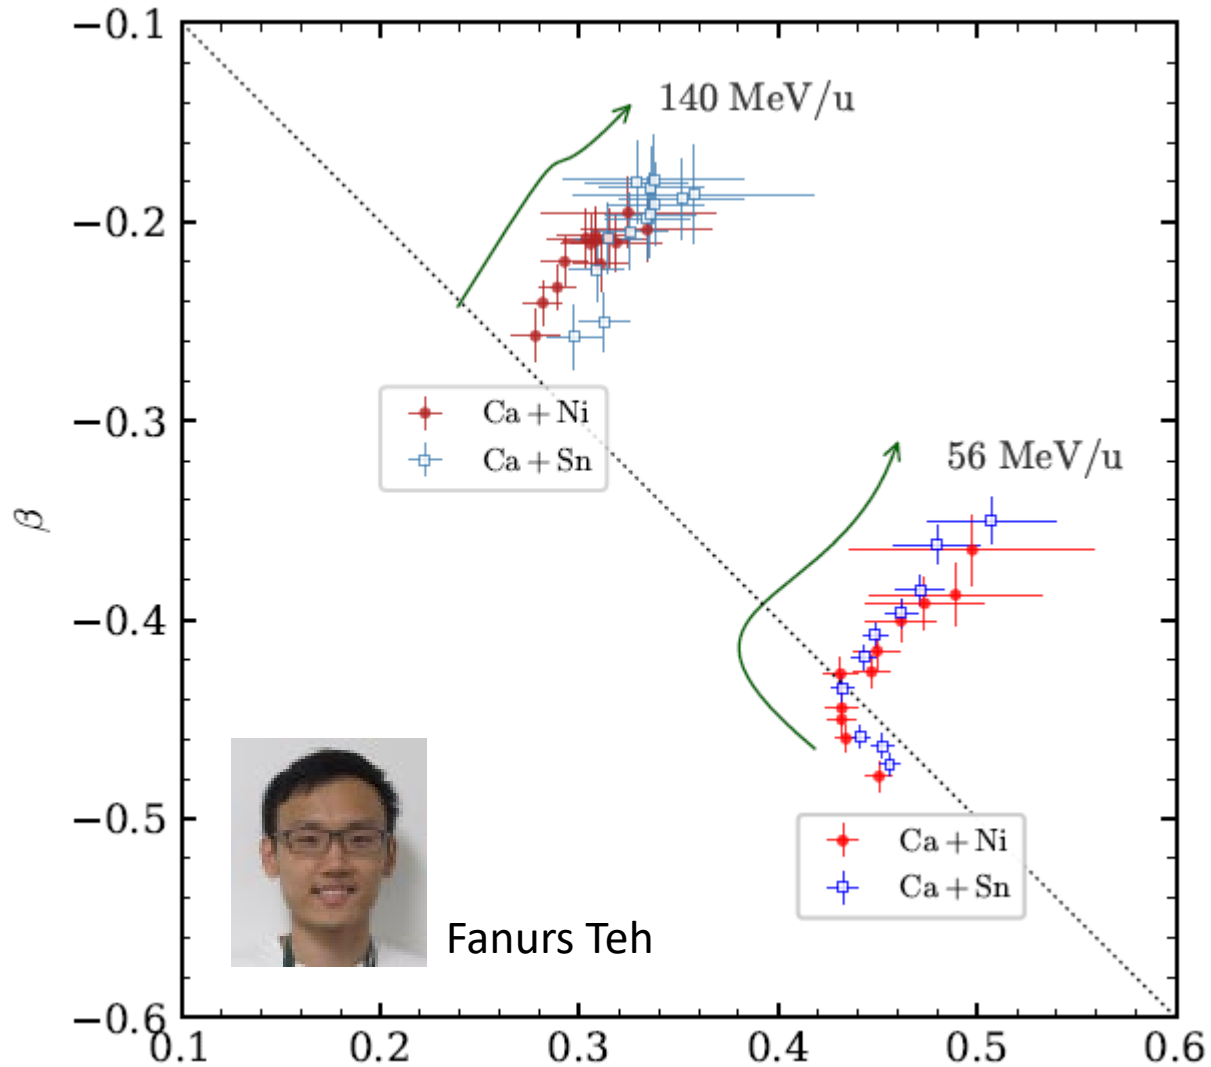 −0.1
140 MeV/u
−0.2
−0.3
Ca + Ni
Ca + Sn
56 MeV/u
β
−0.4
−0.5
Ca + Ni
Ca + Sn
Fanurs Teh
−0.6
0.1 0.2 0.3 0.4 0.5 0.6